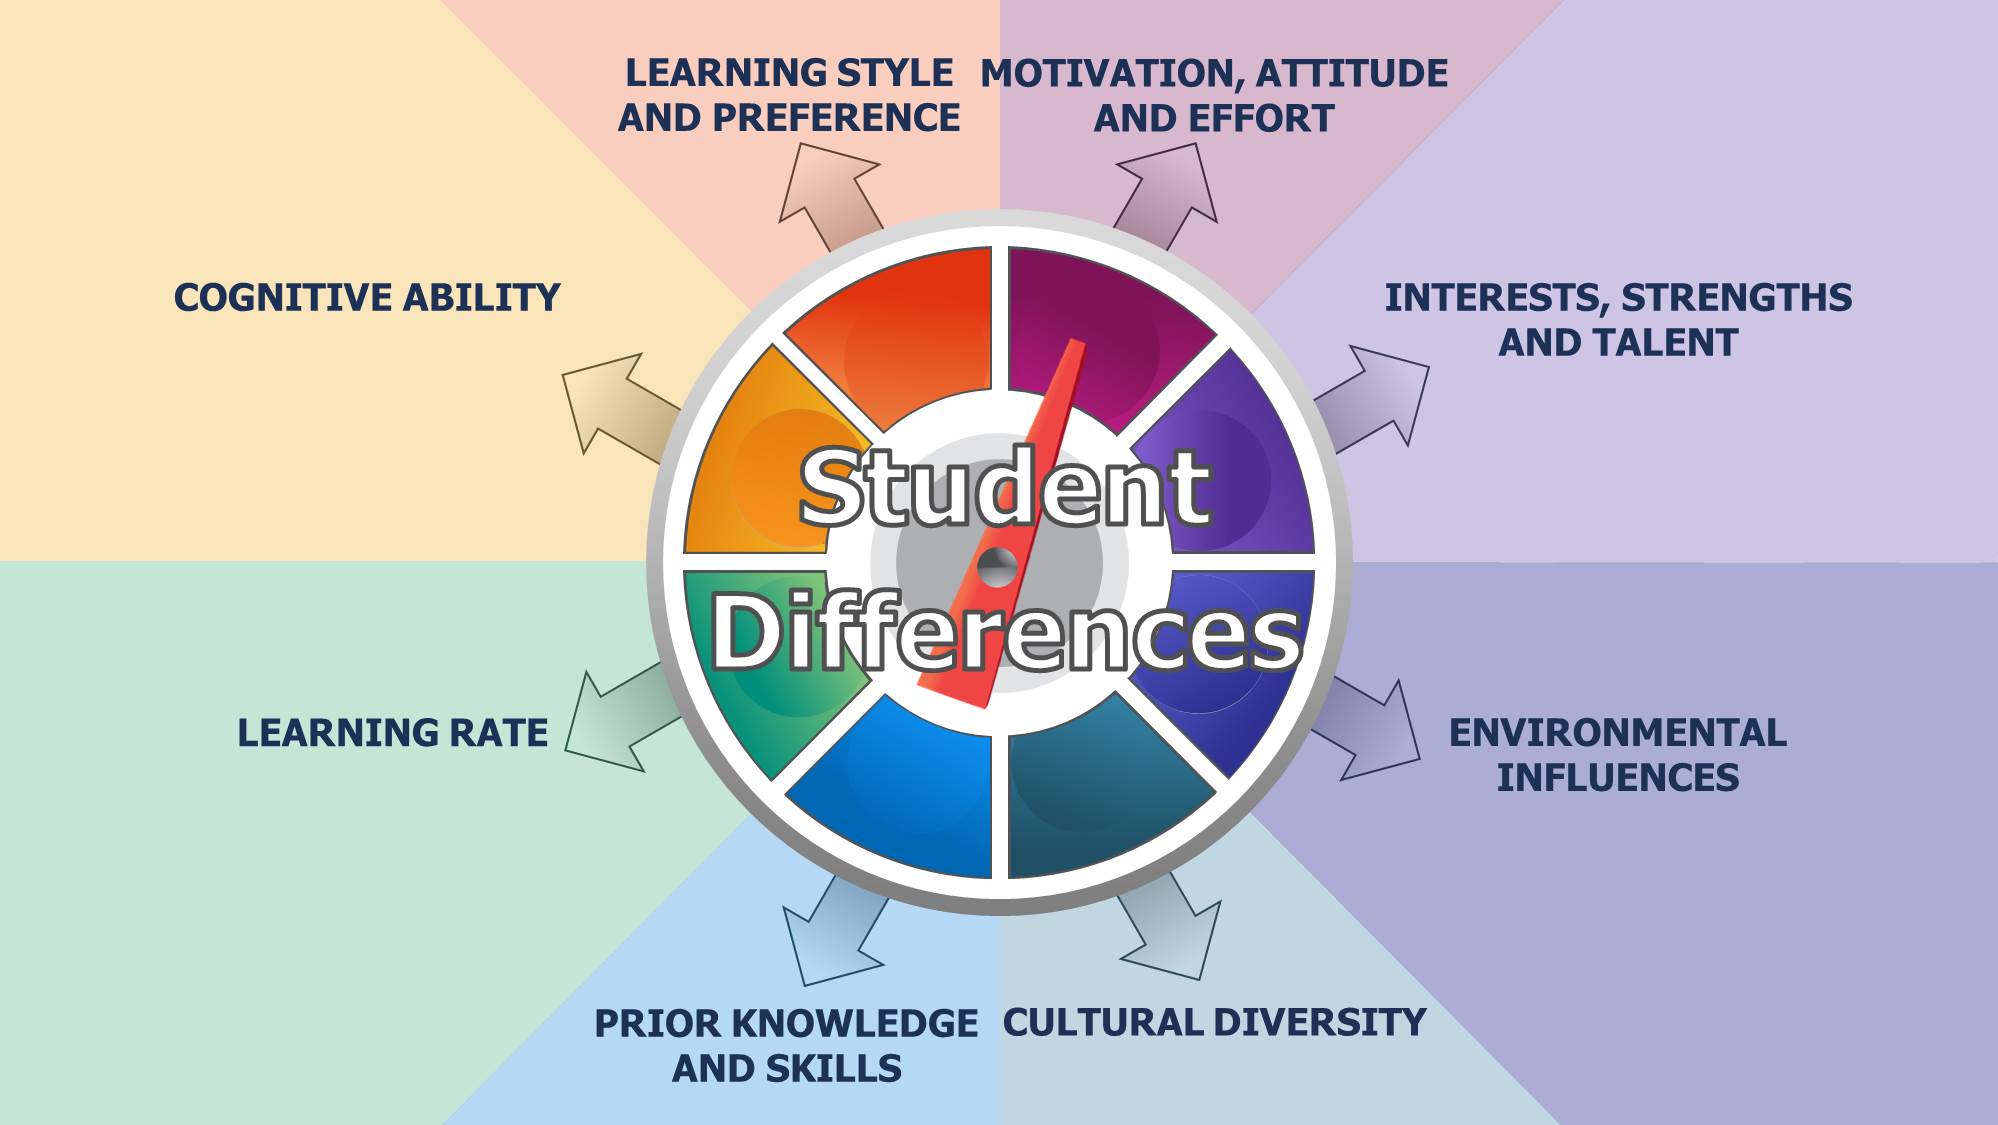 LEARNING STYLE
AND PREFERENCE
MOTIVATION, ATTITUDE
AND EFFORT
COGNITIVE ABILITY
INTERESTS, STRENGTHS
AND TALENT
Student
Differences
LEARNING RATE
ENVIRONMENTAL
INFLUENCES
PRIOR KNOWLEDGE
AND SKILLS
CULTURAL DIVERSITY